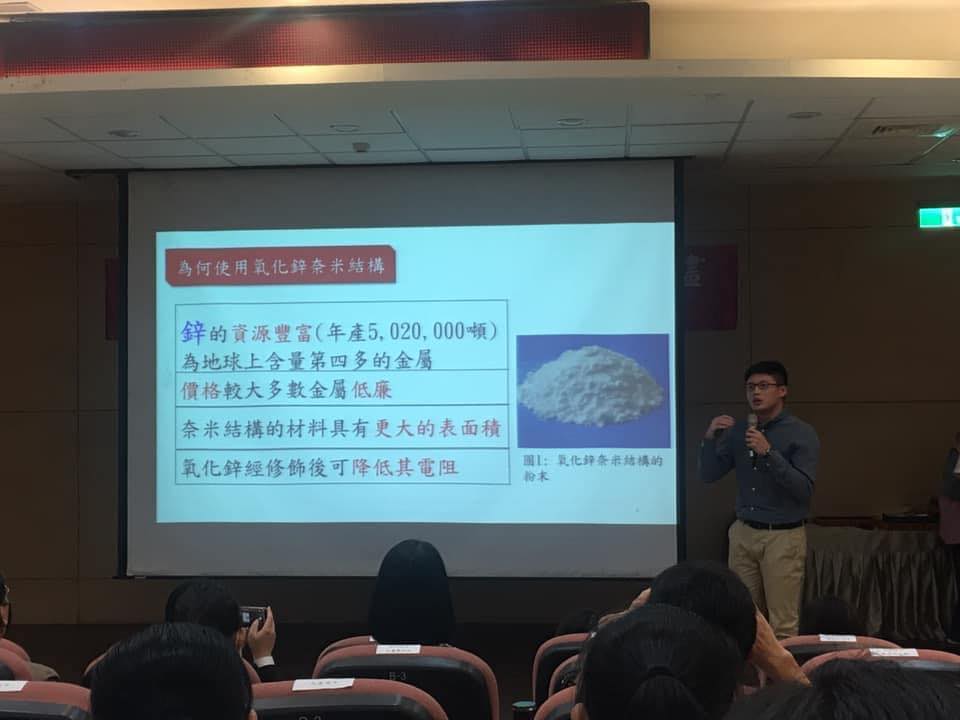 為何使用氧化鋅奈米結構
鋅的資源豐富(年產5,020,000噸)
為地球上含量第四多的金屬
價格較大多數金屬低廉
奈米結構的材料具有更大的表面積
氧化鋅經修飾後可降低其電阻
圖1: 氧化鋅奈米結構的
粉末
畫
B-3